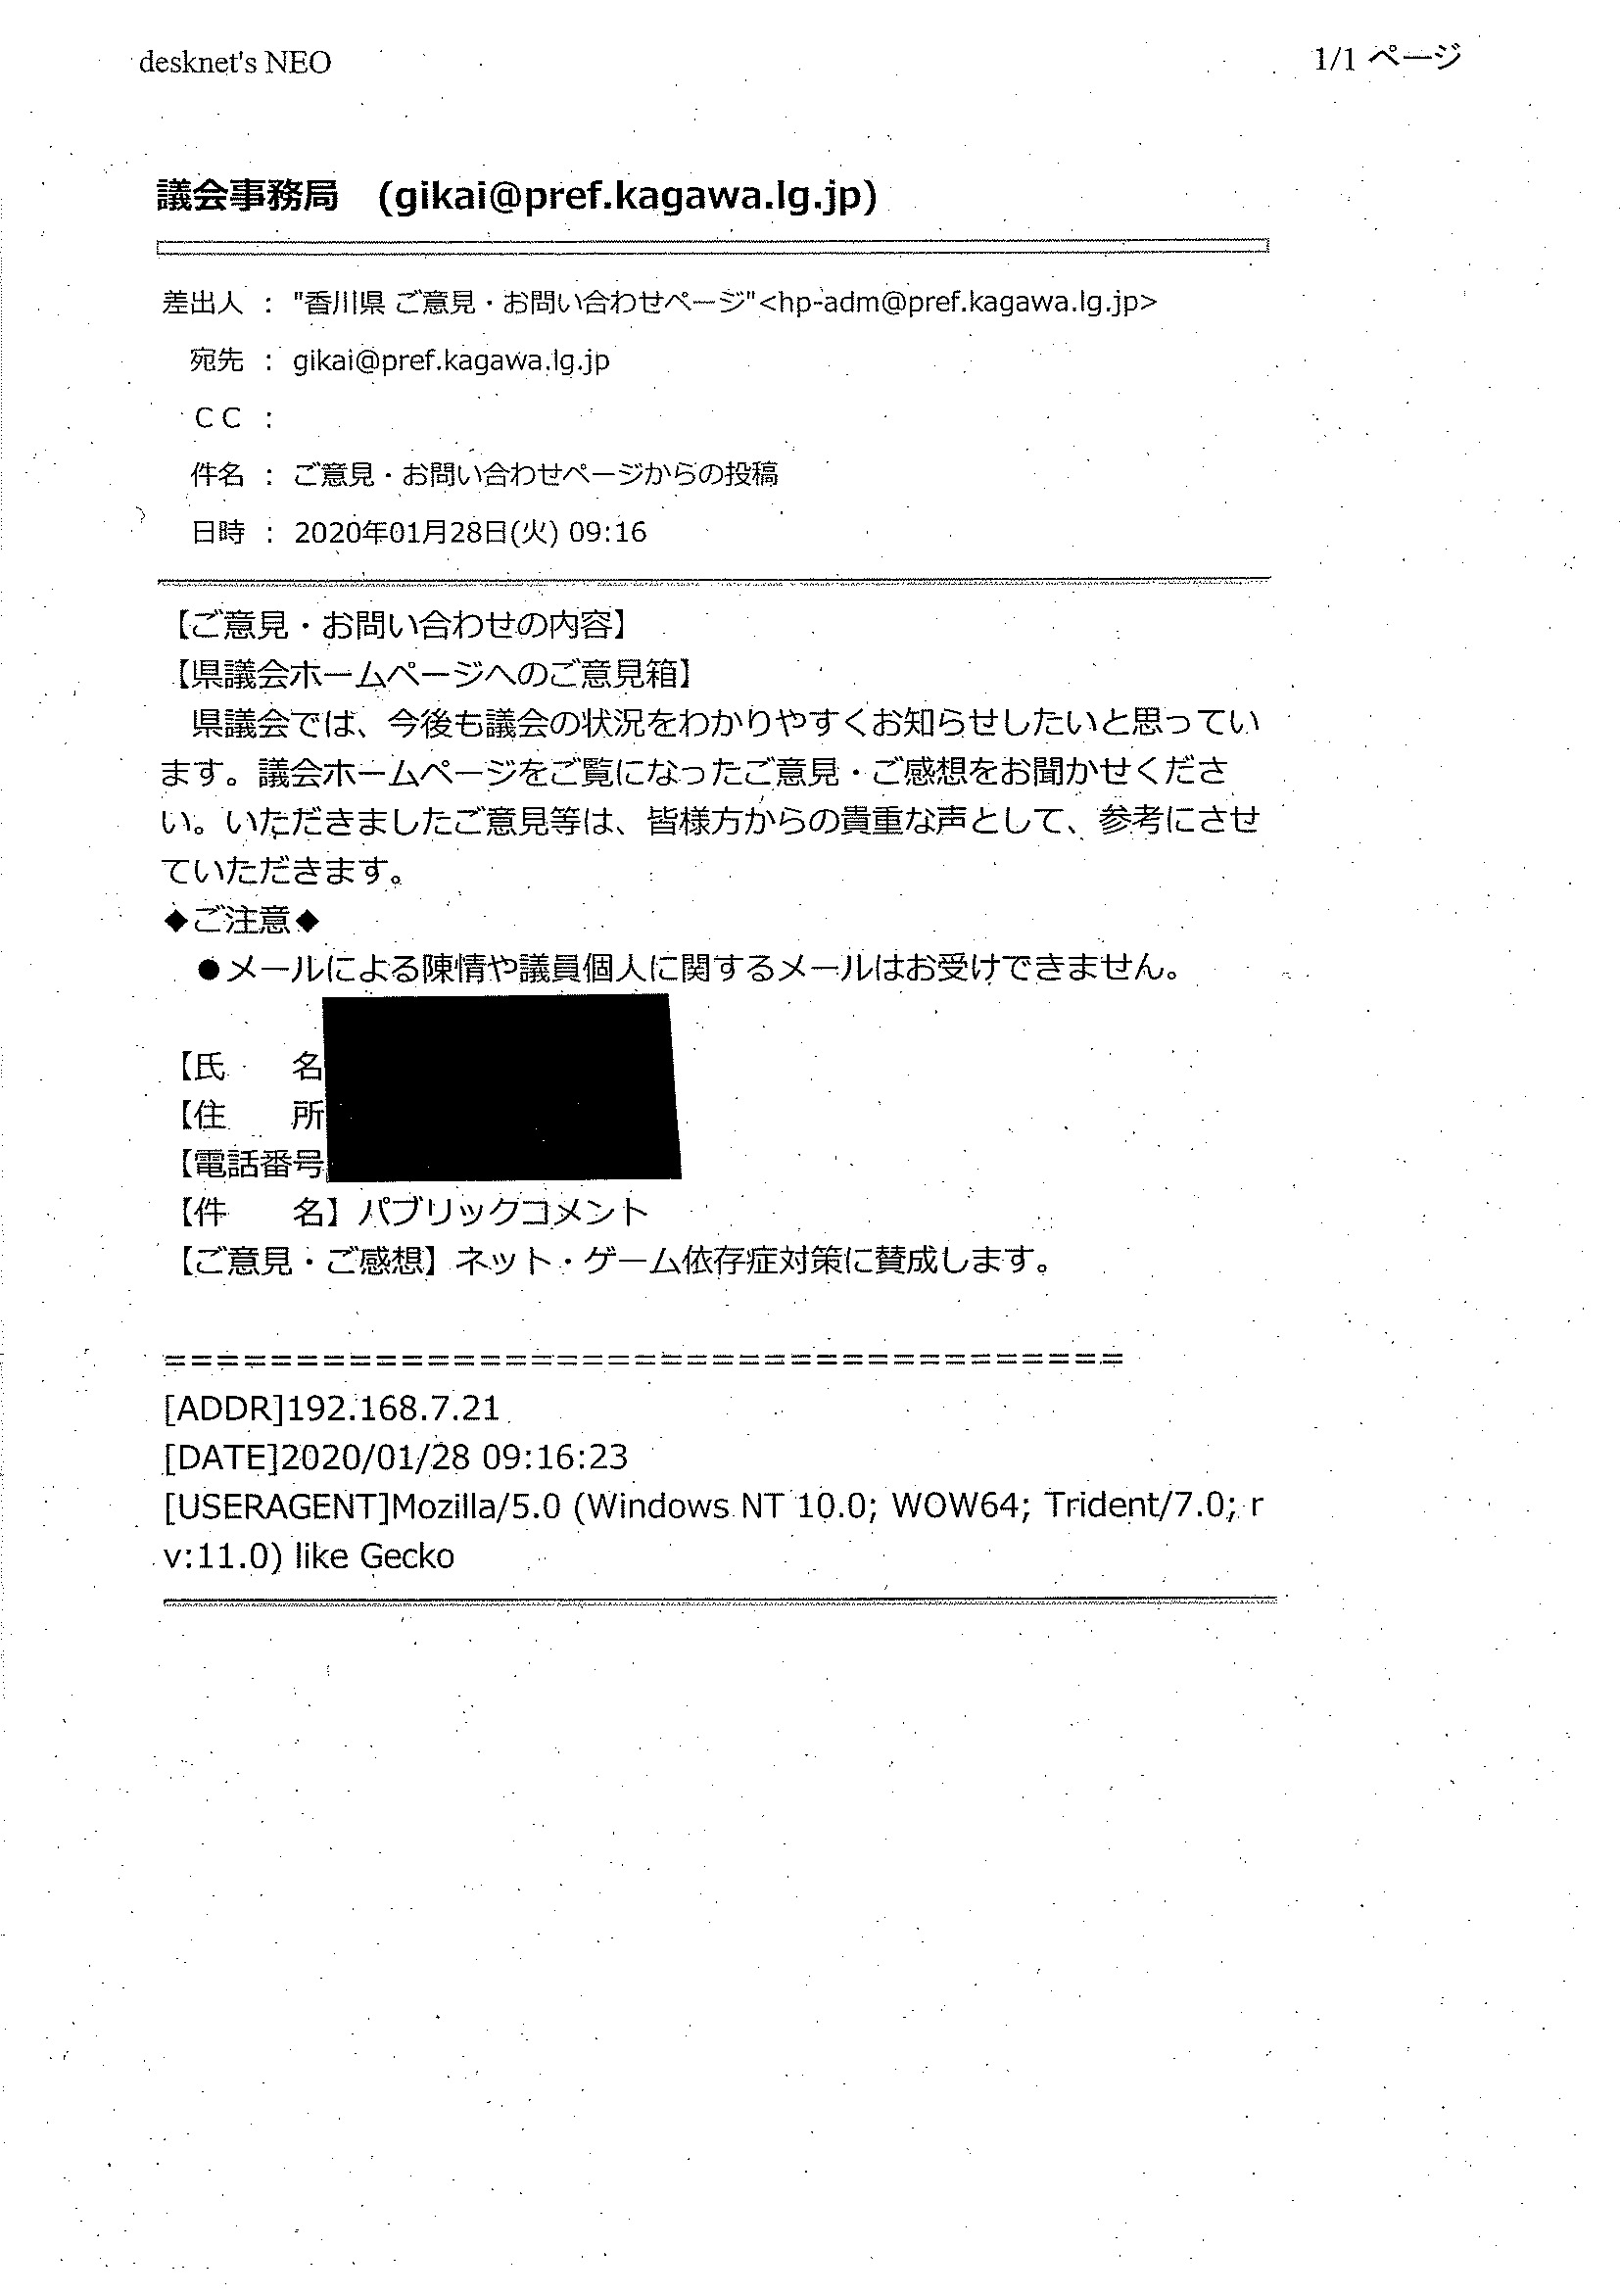 desknet's NEO
1/1 ページ
議会事務局　(gikai@pref.kagawa.lg.jp)
差出人 ： "香川県 ご意見・お問い合わせページ"<hp-adm@pref.kagawa.lg.jp>
宛先 ： gikai@pref.kagawa.lg.jp
ＣＣ ：
件名 ： ご意見・お問い合わせページからの投稿
日時 ： 2020年01月28日(火) 09:16
【ご意見・お問い合わせの内容】
【県議会ホームページへのご意見箱】
　県議会では、今後も議会の状況をわかりやすくお知らせしたいと思ってい
ます。議会ホームページをご覧になったご意見・ご感想をお聞かせくださ
い。いただきましたご意見等は、皆様方からの貴重な声として、参考にさせ
ていただきます。
◆ご注意◆
　●メールによる陳情や議員個人に関するメールはお受けできません。
【氏　　名
【住　　所
【電話番号
【件　　名】パブリックコメント
【ご意見・ご感想】ネット・ゲーム依存症対策に賛成します。
=====================================
[ADDR]192.168.7.21
[DATE]2020/01/28 09:16:23
[USERAGENT]Mozilla/5.0 (Windows NT 10.0; WOW64; Trident/7.0; r
v:11.0) like Gecko